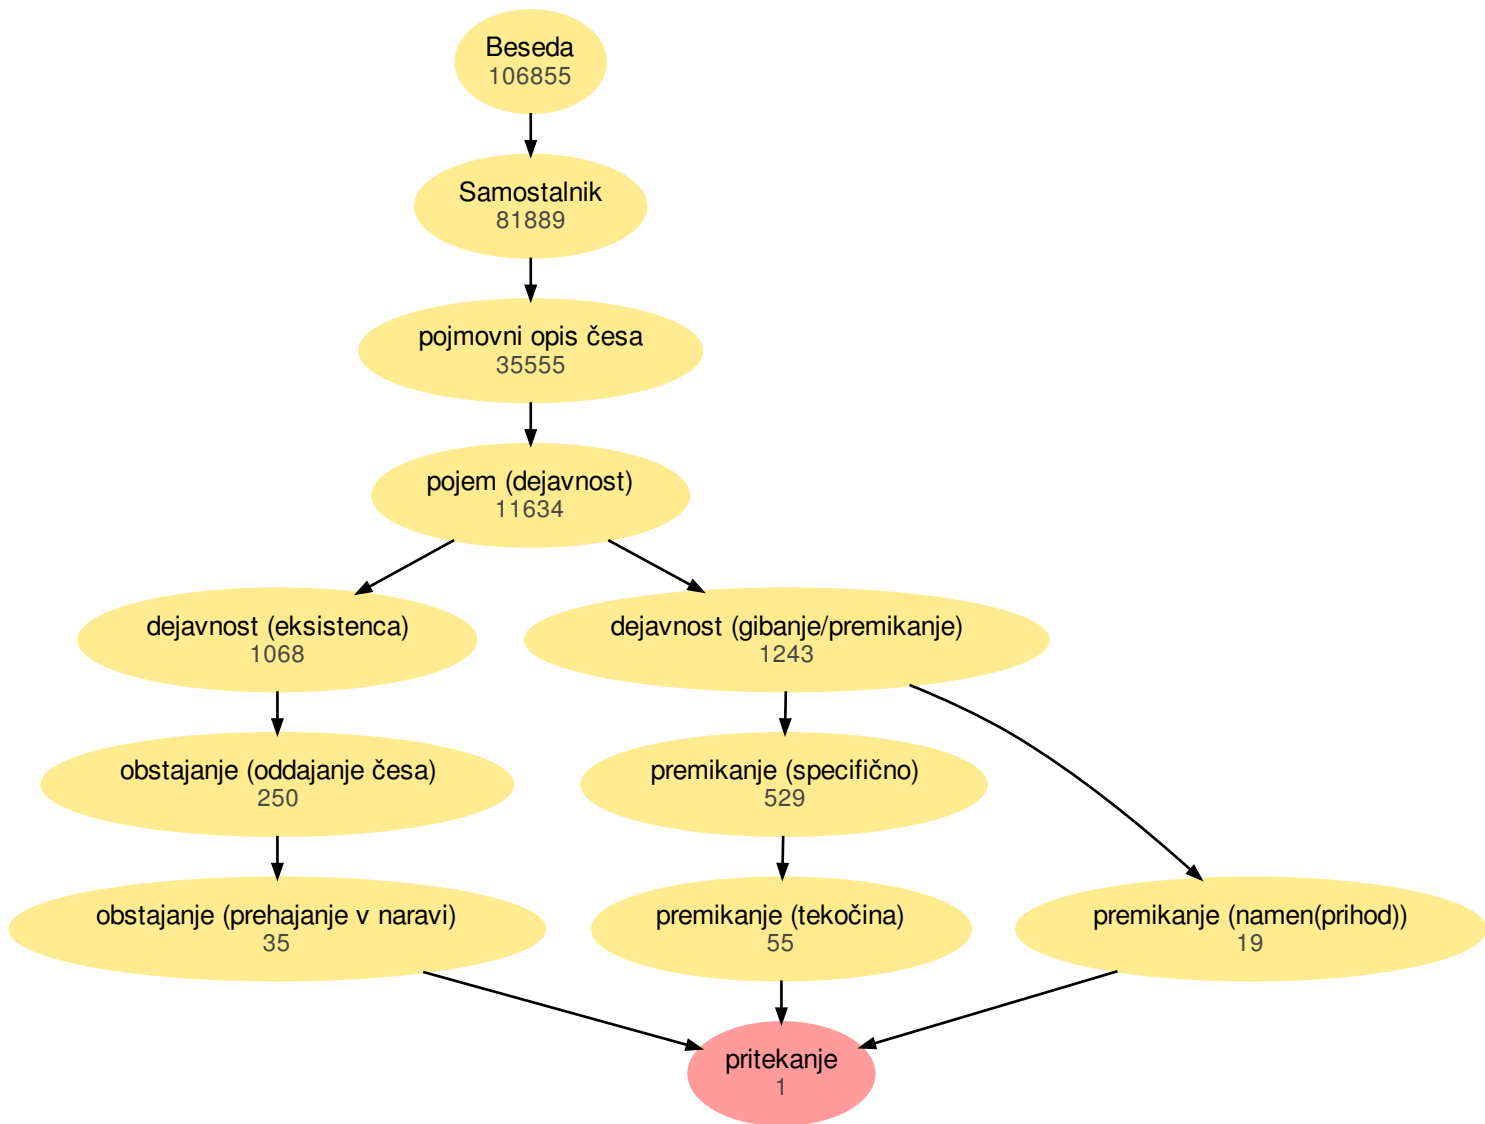 Beseda
106855
Samostalnik
81889
pojmovni opis česa
35555
pojem (dejavnost)
11634
dejavnost (eksistenca)
1068
dejavnost (gibanje/premikanje)
1243
obstajanje (oddajanje česa)
250
premikanje (specifično)
529
obstajanje (prehajanje v naravi)
35
premikanje (tekočina)
55
premikanje (namen(prihod))
19
pritekanje
1